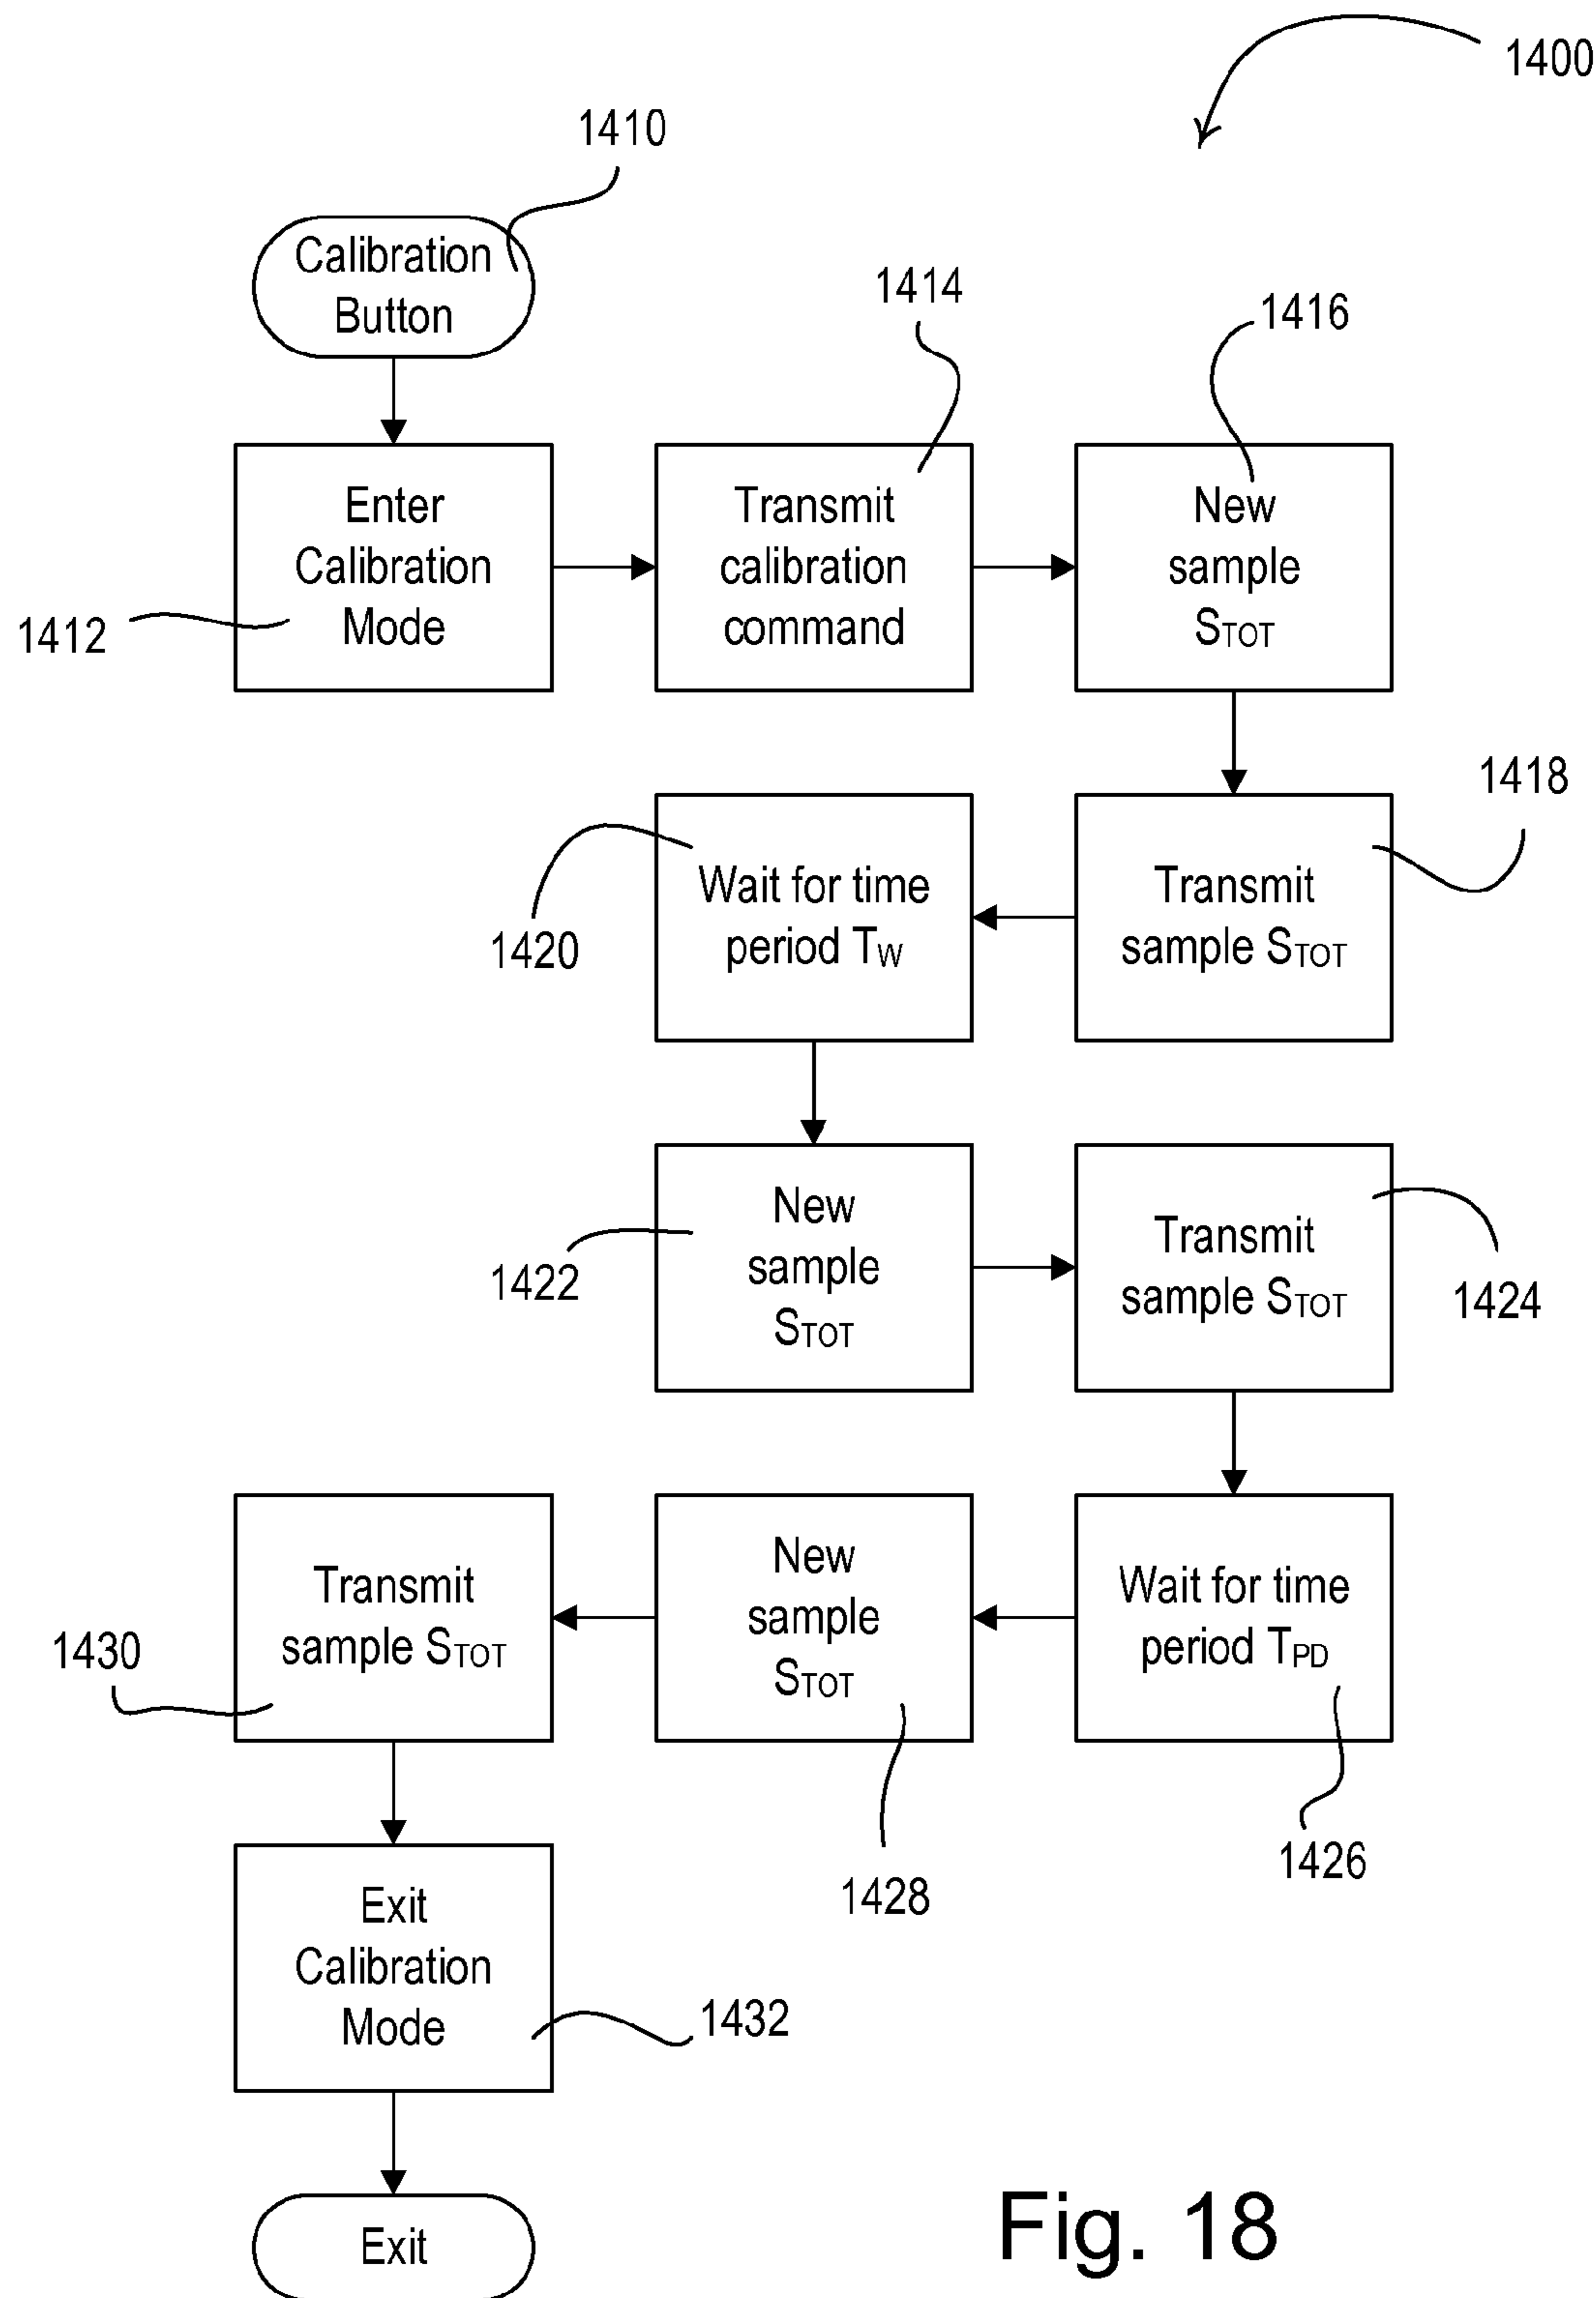 1400
1410
Calibration
Button
1414
1416
Enter
Calibration
Mode
1412
Transmit
calibration
command
New
sample
STOT
1418
Wait for time
period TW
1420
Transmit
sample STOT
New
sample
STOT
1422
Transmit
sample STOT
1424
Transmit
sample STOT
1430
New
sample
STOT
1428
Wait for time
period TPD
1426
Exit
Calibration
Mode
1432
Exit
Fig. 18